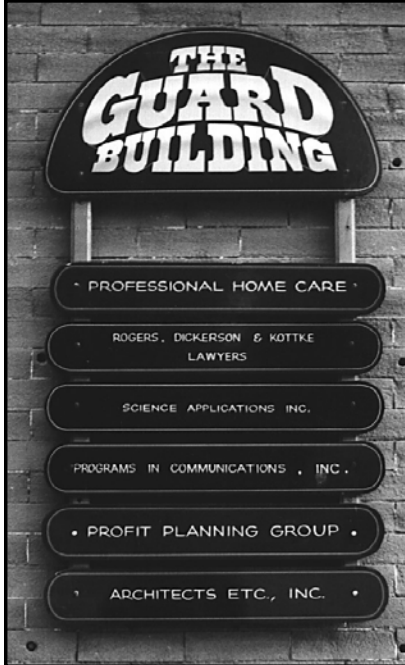 THE
GUARD
BUILDING
PROFESSIONAL HOME CARE
ROGERS, DICKERSON & KOTTKE
LAWYERS
SCIENCE APPLICATIONS INC.
PROGRAMS IN COMMUNICATIONS , INC.
PROFIT PLANNING GROUP
ARCHITECTS ETC., INC.